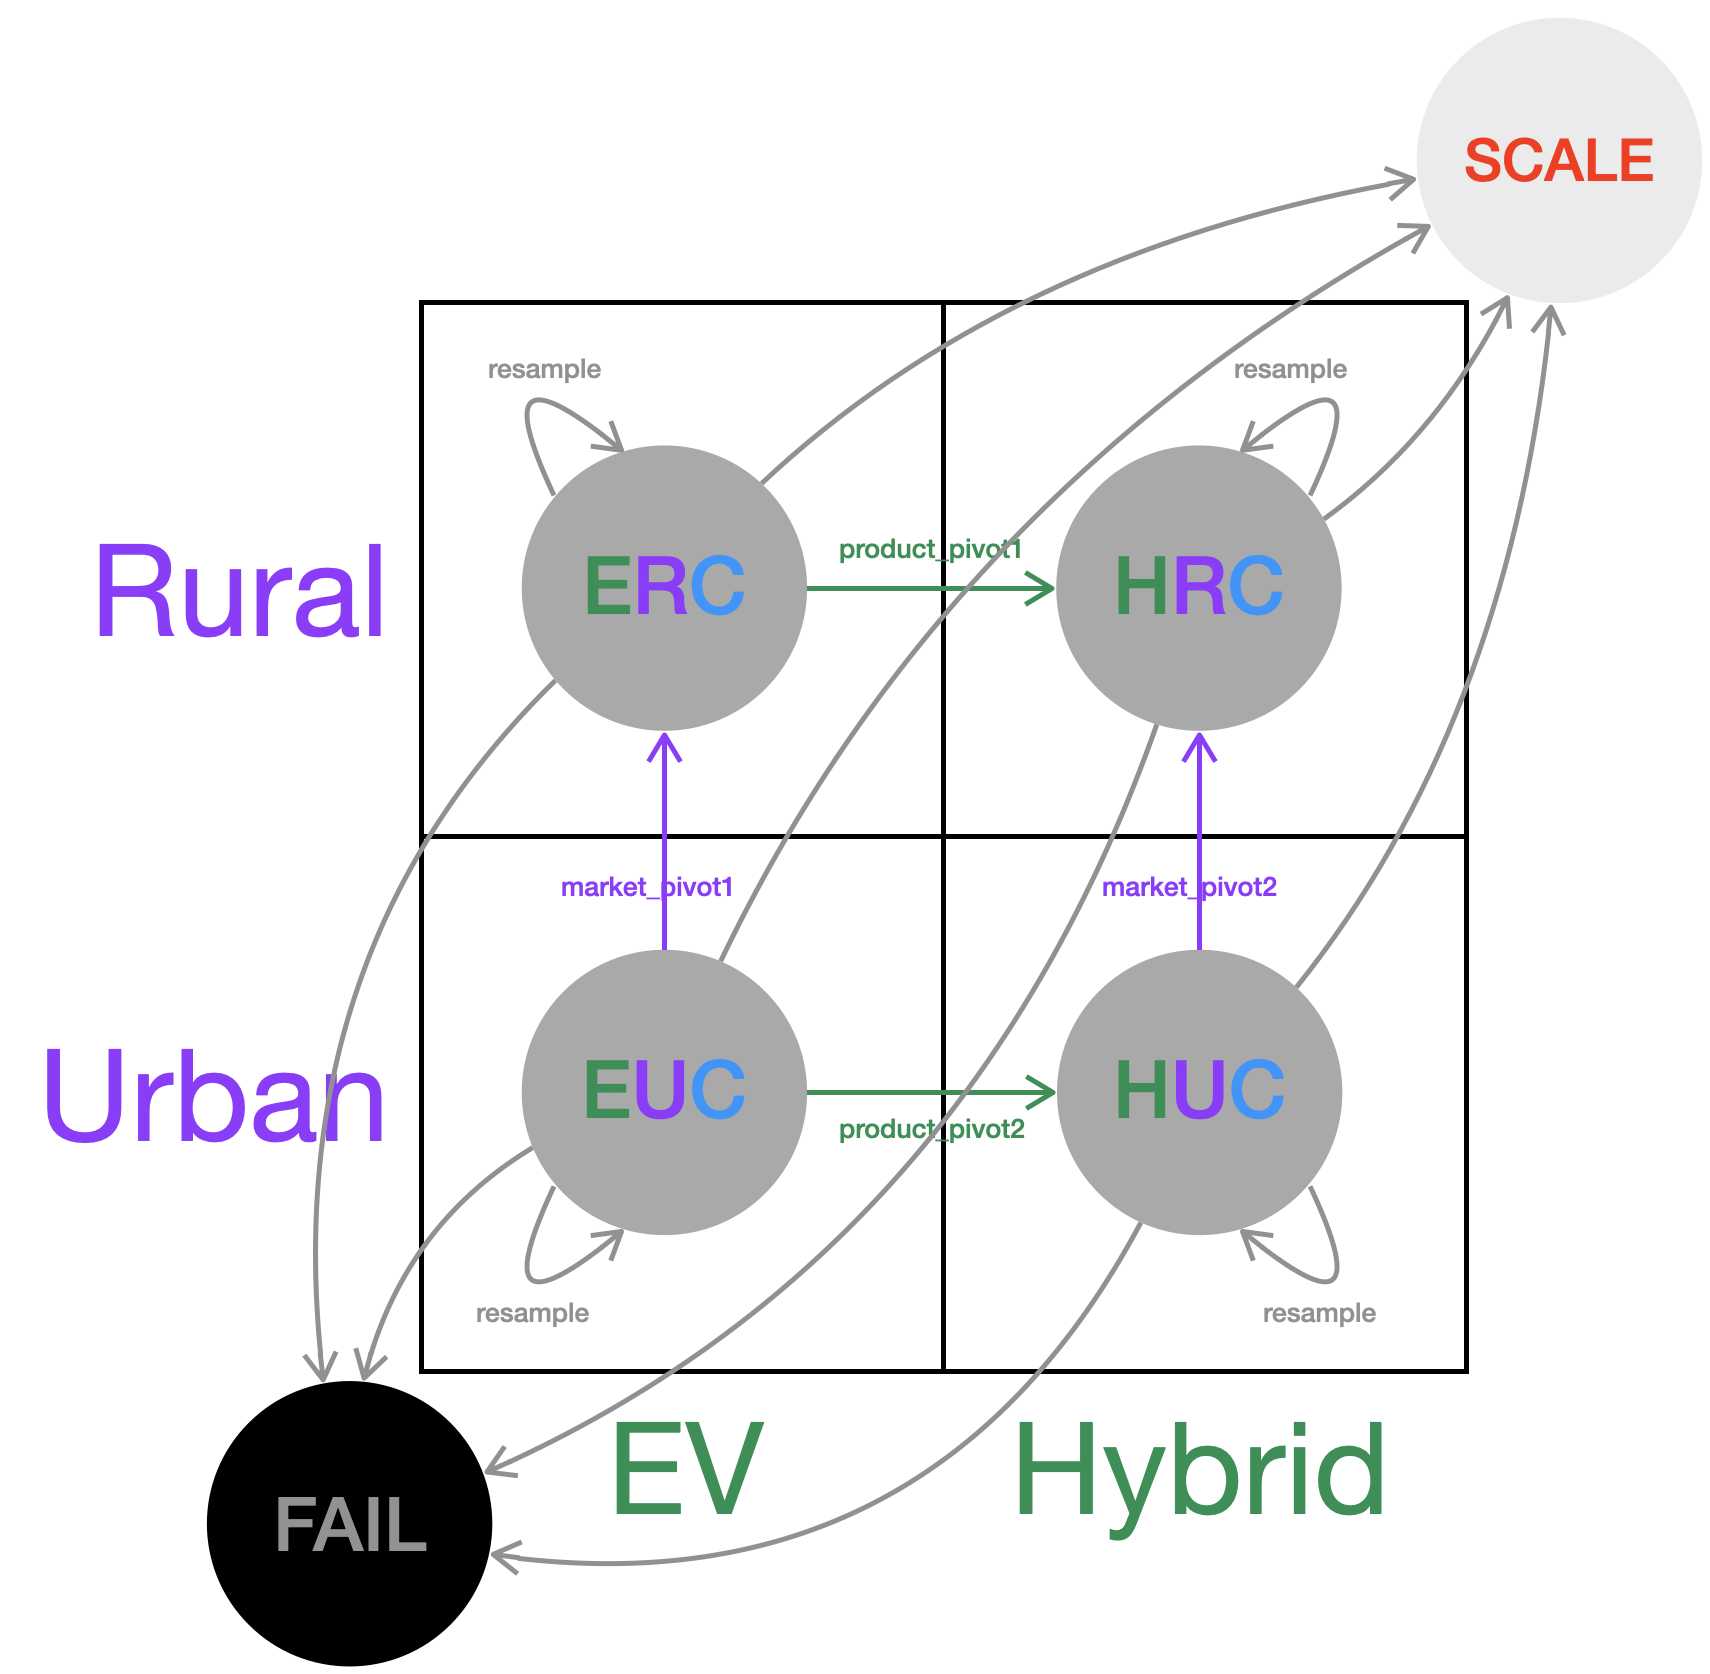 SCALE
resample
resample
product_pivot1
Rural
ERC
HRC
market_pivot1
market_pivot2
Urban
EUC
HUC
product_pivot2
resample
resample
EV
Hybrid
FAIL